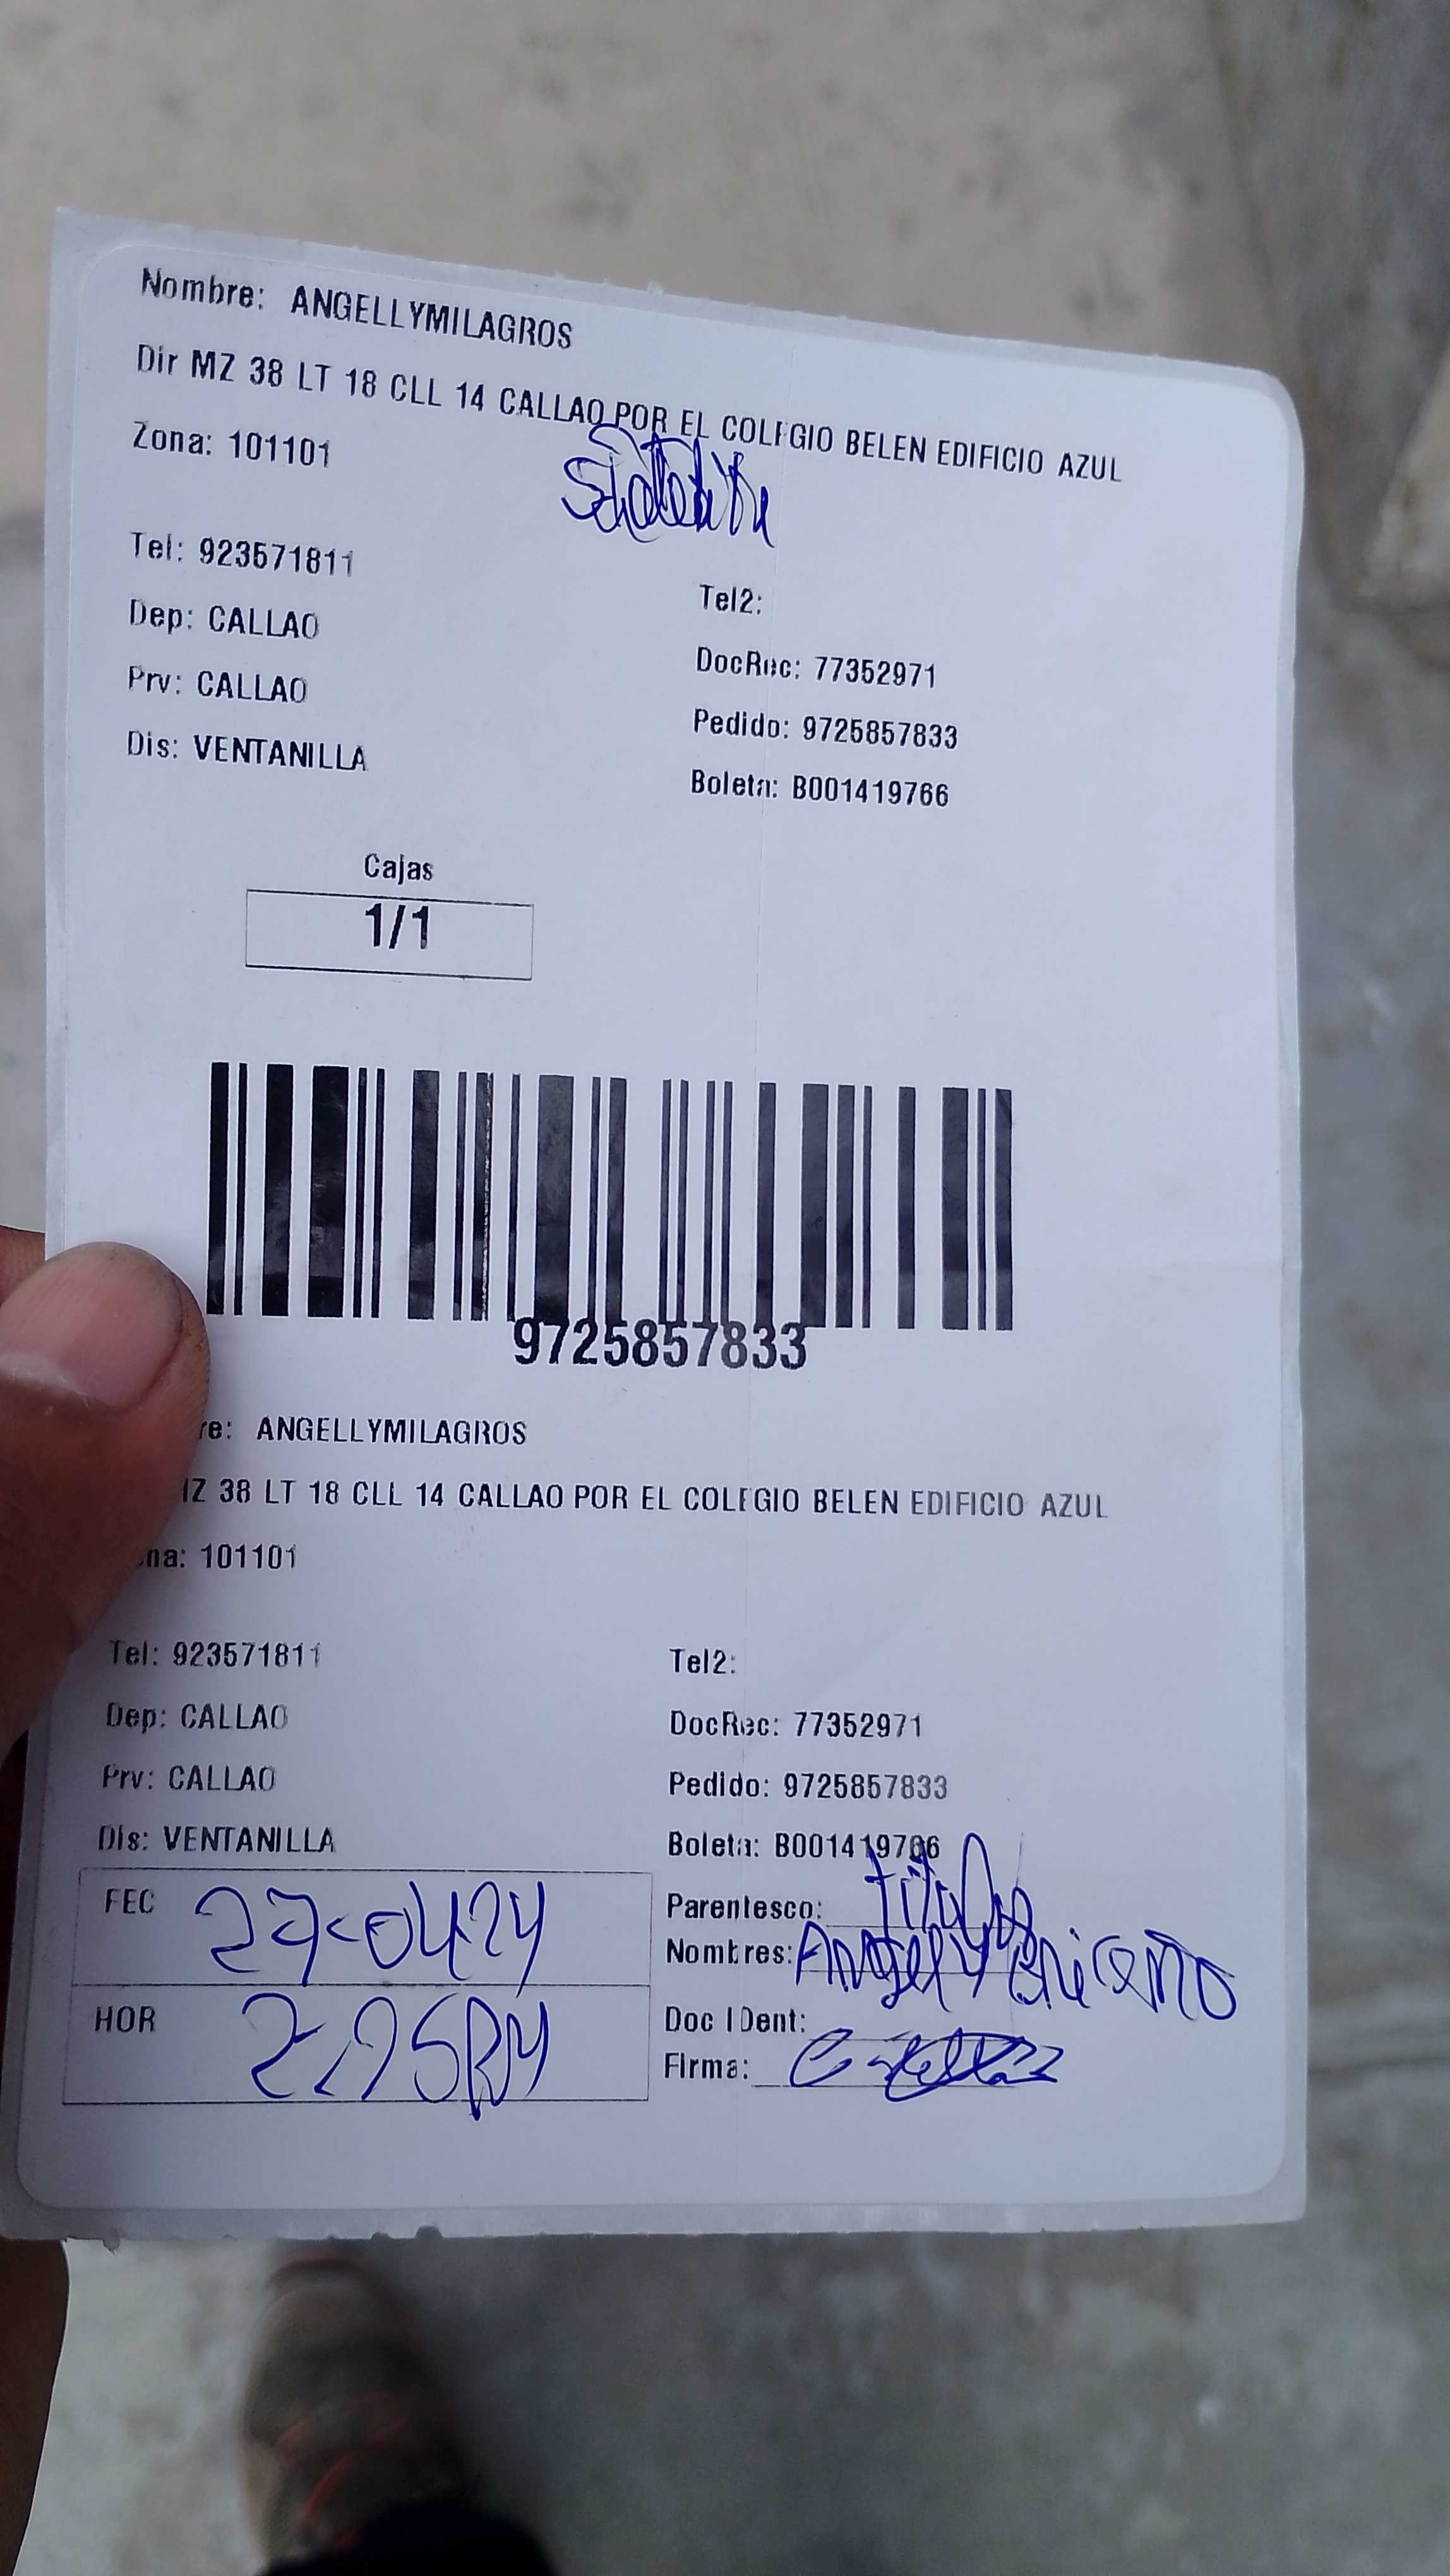 Nombre: ANGELLYMILAGROS
Dir MZ 38 LT 18 CLL 14 CALLAO POR EL COLEGIO BELEN EDIFICIO AZUL
Zona: 101101
Tel: 923571811
Tel2:
Dep: CALLAO
DocRec: 77352971
Prv: CALLAO
Pedido: 9725857833
Dis: VENTANILLA
Boleta: B001419766
Cajas
1/1
9725857833
re: ANGELLYMILAGROS
MZ 38 LT 18 CLL 14 CALLAO POR EL COLEGIO BELEN EDIFICIO AZUL
na: 101101
Tel: 923571811
Tel2:
Dep: CALLAO
DocRec: 77352971
Prv: CALLAO
Pedido: 9725857833
Dis: VENTANILLA
Boleta: B001419766
FEC 27-04-24
Parentesco: titular
Nombres: Angely
HOR
Doc IDent:
Firma: